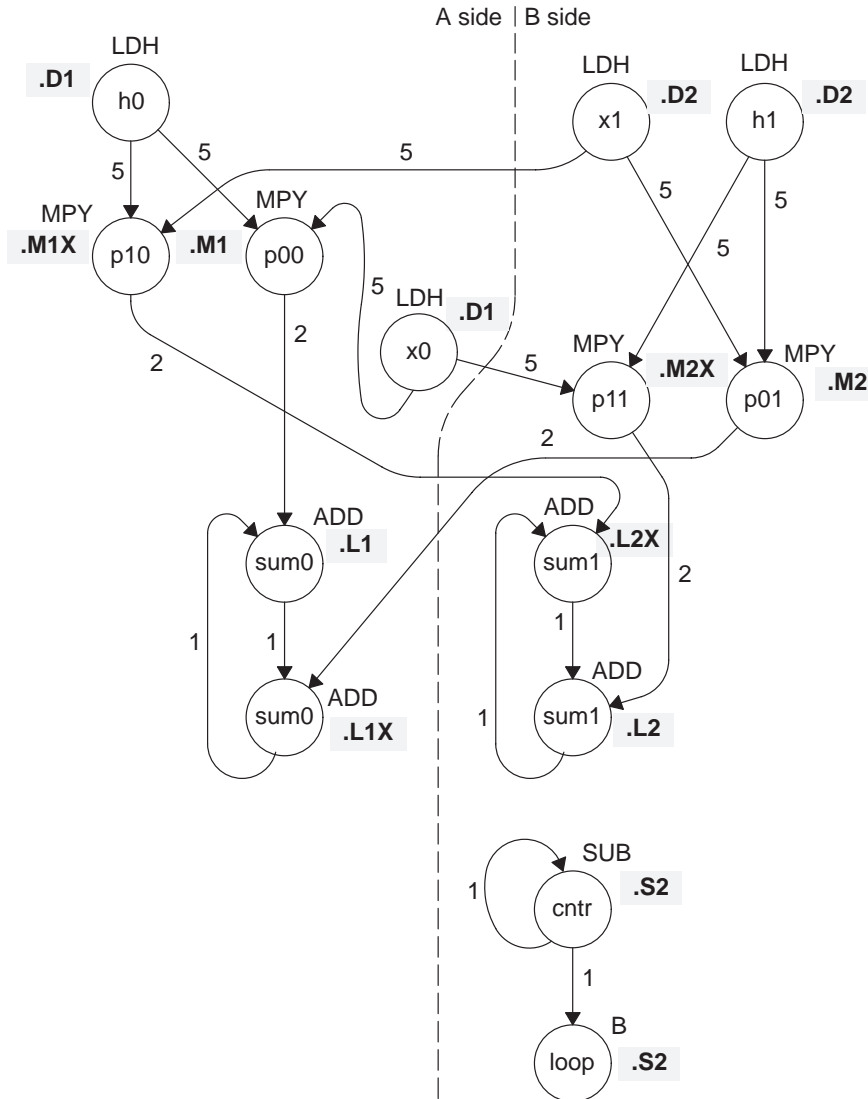 A side B side
LDH
.D1
h0
LDH
.D2
x1
LDH
.D2
h1
5
5
5
5
5
5
MPY
.M1X
p10
MPY
.M1
p00
5
LDH
.D1
x0
5
MPY
.M2X
p11
MPY
.M2
p01
2
2
2
2
ADD
.L1
sum0
ADD
.L2X
sum1
1
1
1
1
ADD
.L1X
sum0
ADD
.L2
sum1
SUB
.S2
cntr
1
1
B
.S2
loop